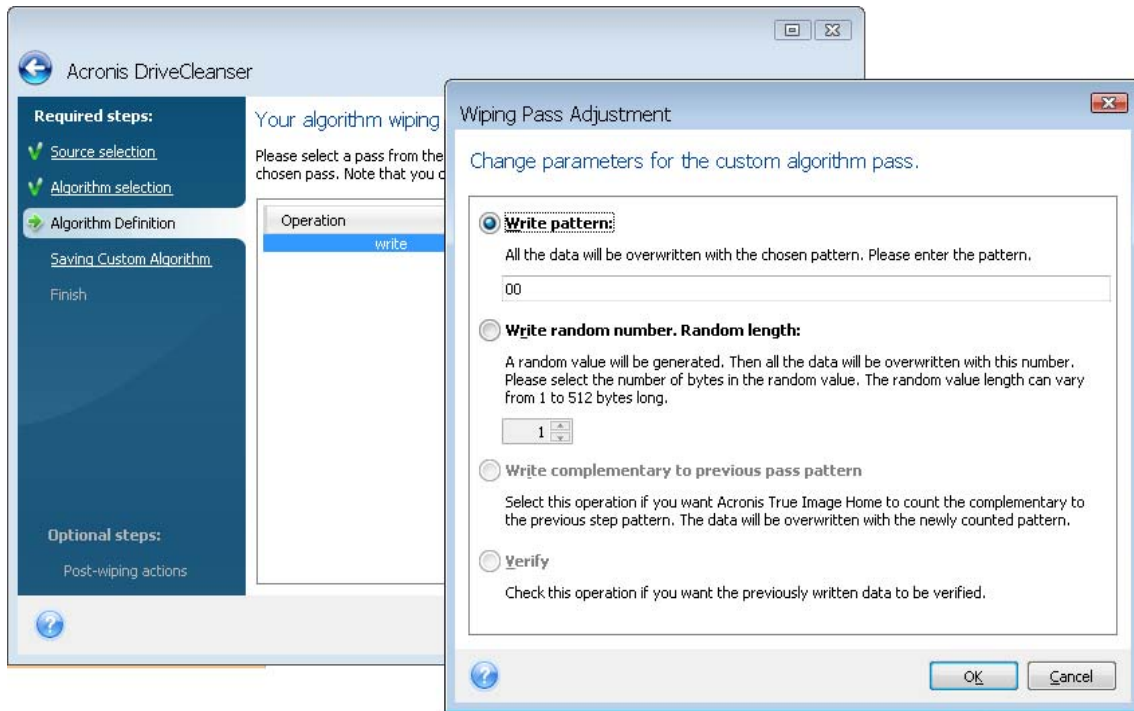 Acronis DriveCleanser
Required steps:
Source selection
Algorithm selection
Algorithm Definition
Saving Custom Algorithm
Finish
Optional steps:
Post-wiping actions
Your algorithm wiping
Please select a pass from the
chosen pass. Note that you
Operation
write
Wiping Pass Adjustment
Change parameters for the custom algorithm pass.
Write pattern:
All the data will be overwritten with the chosen pattern. Please enter the pattern.
00
Write random number. Random length:
A random value will be generated. Then all the data will be overwritten with this number.
Please select the number of bytes in the random value. The random value length can vary
from 1 to 512 bytes long.
1
Write complementary to previous pass pattern
Select this operation if you want Acronis True Image Home to count the complementary to
the previous step pattern. The data will be overwritten with the newly counted pattern.
Verify
Check this operation if you want the previously written data to be verified.
OK
Cancel